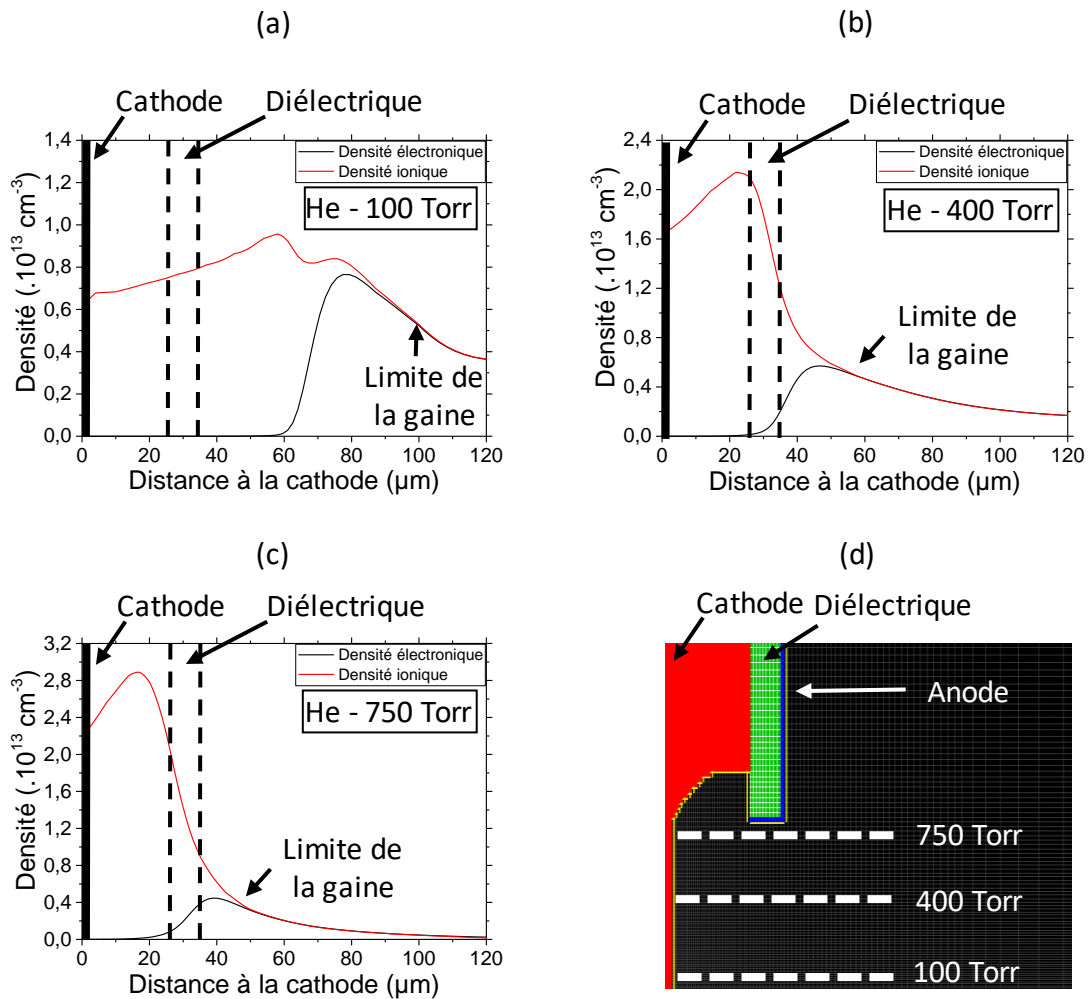 (a)
Cathode Diélectrique
Densité électronique
Densité ionique
He - 100 Torr
Limite de
la gaine
Densité (.10¹³ cm⁻³)
0,0
0,2
0,4
0,6
0,8
1,0
1,2
1,4
0 20 40 60 80 100 120
Distance à la cathode (µm)
(b)
Cathode Diélectrique
Densité électronique
Densité ionique
He - 400 Torr
Limite de
la gaine
Densité (.10¹³ cm⁻³)
0,0
0,4
0,8
1,2
1,6
2,0
2,4
0 20 40 60 80 100 120
Distance à la cathode (µm)
(c)
Cathode Diélectrique
Densité électronique
Densité ionique
He - 750 Torr
Limite de
la gaine
Densité (.10¹³ cm⁻³)
0,0
0,4
0,8
1,2
1,6
2,0
2,4
2,8
3,2
0 20 40 60 80 100 120
Distance à la cathode (µm)
(d)
Cathode Diélectrique
Anode
750 Torr
400 Torr
100 Torr